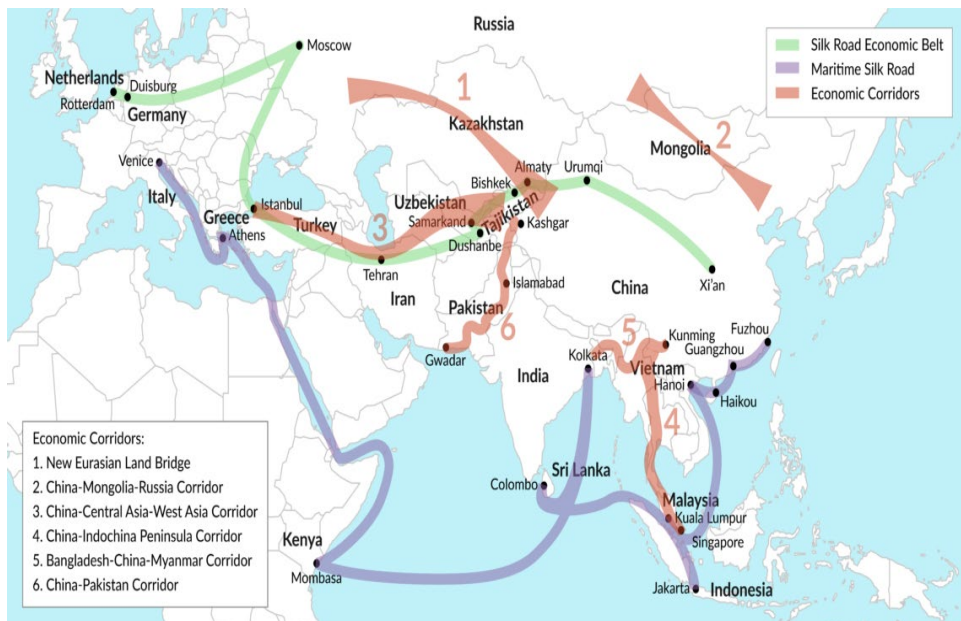 Russia
Silk Road Economic Belt
Maritime Silk Road
Economic Corridors
Moscow
Netherlands
Duisburg
Rotterdam
Germany
1
Kazakhstan
2
Mongolia
Venice
Italy
Almaty
Urumqi
Bishkek
Uzbekistan
Istanbul
Greece
Turkey
3
Samarkand
Tajikistan
Kashgar
Athens
Dushanbe
Tehran
Iran
Islamabad
Xi'an
China
Pakistan
6
Gwadar
5
Kunming
Fuzhou
Guangzhou
Kolkata
Vietnam
India
Hanoi
Haikou
4
Economic Corridors:
1. New Eurasian Land Bridge
2. China-Mongolia-Russia Corridor
3. China-Central Asia-West Asia Corridor
4. China-Indochina Peninsula Corridor
5. Bangladesh-China-Myanmar Corridor
6. China-Pakistan Corridor
Sri Lanka
Colombo
Malaysia
Kuala Lumpur
Singapore
Kenya
Mombasa
Jakarta
Indonesia